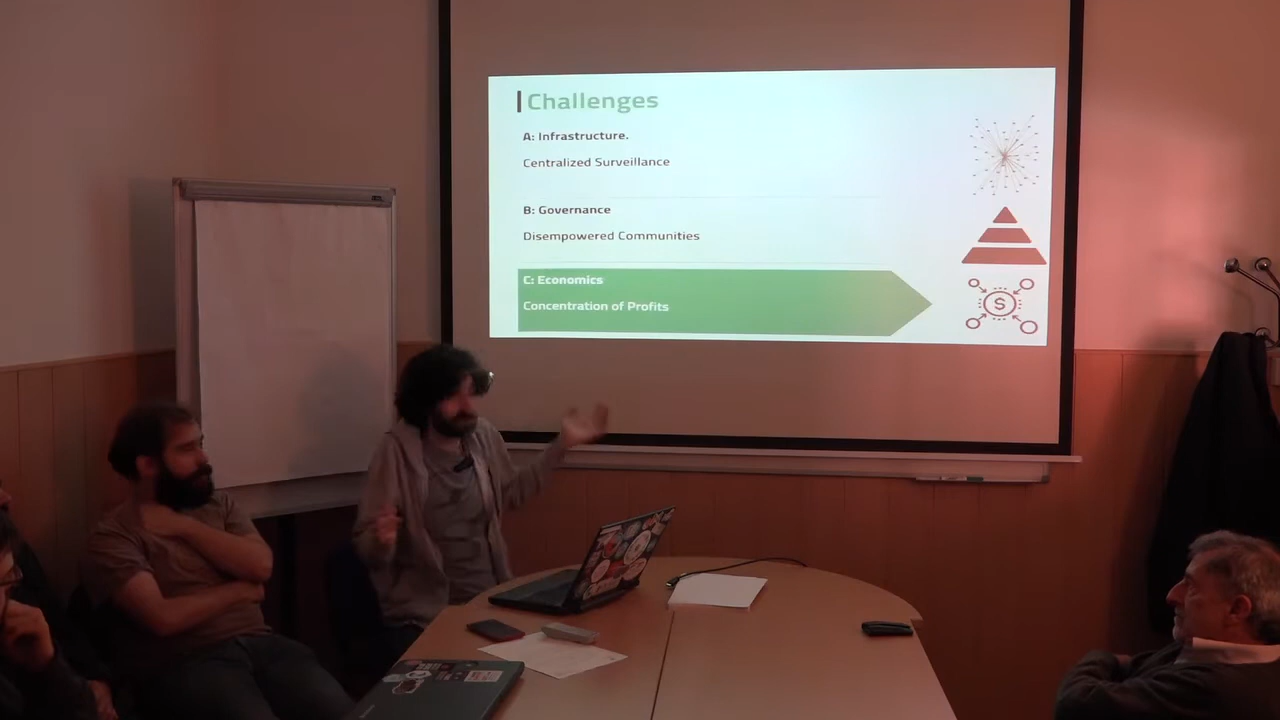 Challenges
A: Infrastructure.
Centralized Surveillance
B: Governance
Disempowered Communities
C: Economics
Concentration of Profits
$